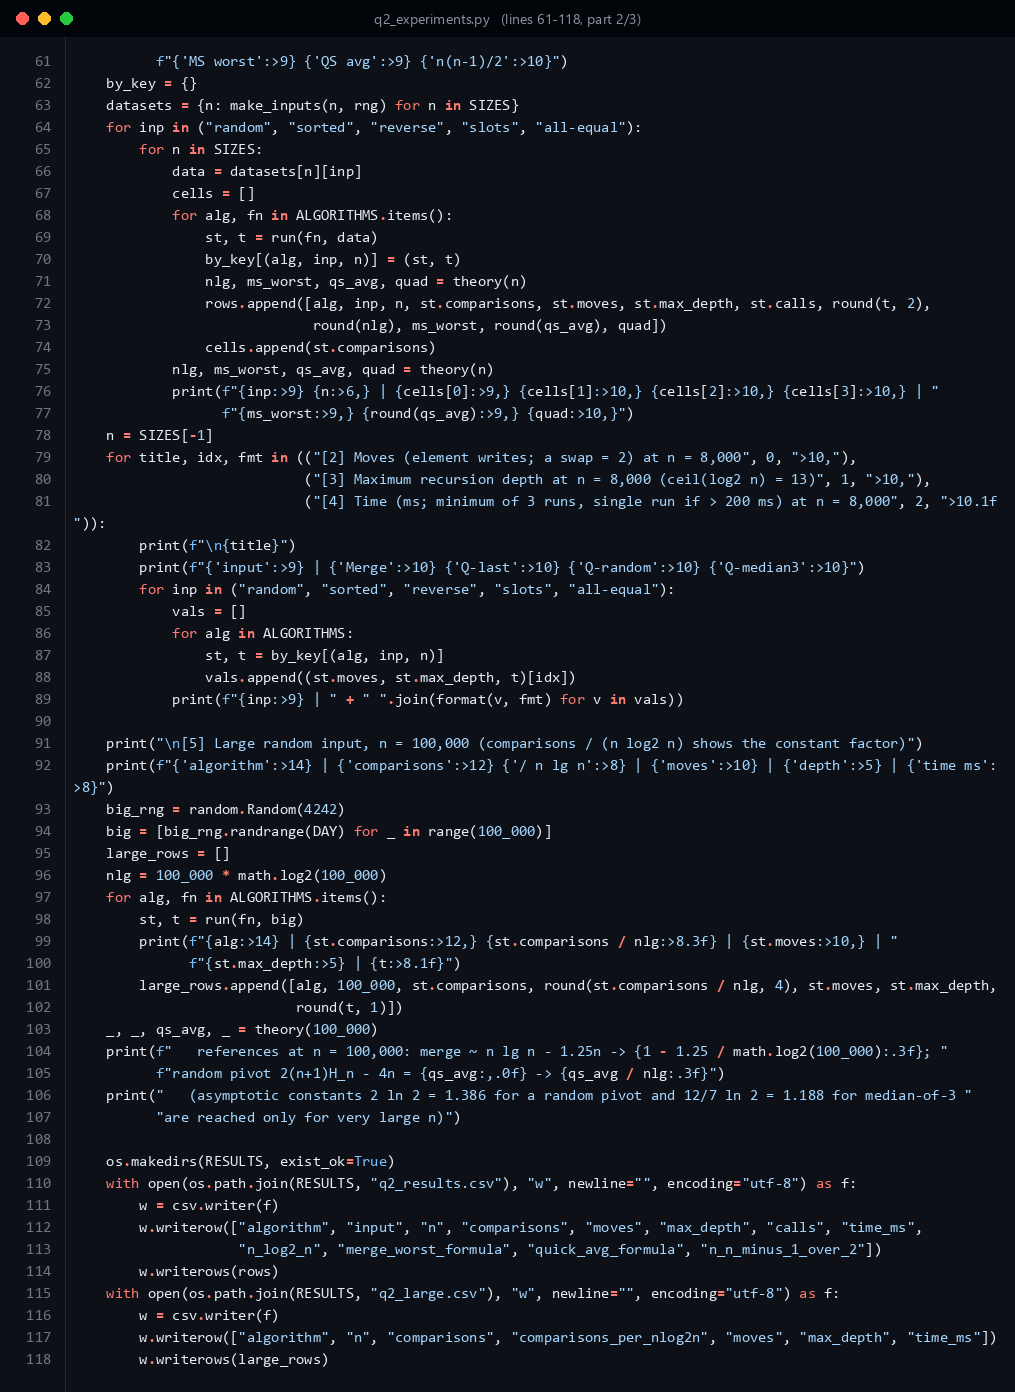 q2_experiments.py (lines 61-118, part 2/3)
61           f"{'MS worst':>9} {'QS avg':>9} {'n(n-1)/2':>10}")
62     by_key = {}
63     datasets = {n: make_inputs(n, rng) for n in SIZES}
64     for inp in ("random", "sorted", "reverse", "slots", "all-equal"):
65         for n in SIZES:
66             data = datasets[n][inp]
67             cells = []
68             for alg, fn in ALGORITHMS.items():
69                 st, t = run(fn, data)
70                 by_key[(alg, inp, n)] = (st, t)
71                 nlg, ms_worst, qs_avg, quad = theory(n)
72                 rows.append([alg, inp, n, st.comparisons, st.moves, st.max_depth, st.calls, round(t, 2),
73                              round(nlg), ms_worst, round(qs_avg), quad])
74                 cells.append(st.comparisons)
75             nlg, ms_worst, qs_avg, quad = theory(n)
76             print(f"{inp:>9} {n:>6,} | {cells[0]:>9,} {cells[1]:>10,} {cells[2]:>10,} {cells[3]:>10,} | "
77                   f"{ms_worst:>9,} {round(qs_avg):>9,} {quad:>10,}")
78     n = SIZES[-1]
79     for title, idx, fmt in (("[2] Moves (element writes; a swap = 2) at n = 8,000", 0, ">10,"),
80                             ("[3] Maximum recursion depth at n = 8,000 (ceil(log2 n) = 13)", 1, ">10,"),
81                             ("[4] Time (ms; minimum of 3 runs, single run if > 200 ms) at n = 8,000", 2, ">10.1f
")):
82         print(f"\n{title}")
83         print(f"{'input':>9} | {'Merge':>10} {'Q-last':>10} {'Q-random':>10} {'Q-median3':>10}")
84         for inp in ("random", "sorted", "reverse", "slots", "all-equal"):
85             vals = []
86             for alg in ALGORITHMS:
87                 st, t = by_key[(alg, inp, n)]
88                 vals.append((st.moves, st.max_depth, t)[idx])
89             print(f"{inp:>9} | " + " ".join(format(v, fmt) for v in vals))
90
91     print("\n[5] Large random input, n = 100,000 (comparisons / (n log2 n) shows the constant factor)")
92     print(f"{'algorithm':>14} | {'comparisons':>12} {'/ n lg n':>8} | {'moves':>10} | {'depth':>5} | {'time ms':
>8}")
93     big_rng = random.Random(4242)
94     big = [big_rng.randrange(DAY) for _ in range(100_000)]
95     large_rows = []
96     nlg = 100_000 * math.log2(100_000)
97     for alg, fn in ALGORITHMS.items():
98         st, t = run(fn, big)
99         print(f"{alg:>14} | {st.comparisons:>12,} {st.comparisons / nlg:>8.3f} | {st.moves:>10,} | "
100               f"{st.max_depth:>5} | {t:>8.1f}")
101         large_rows.append([alg, 100_000, st.comparisons, round(st.comparisons / nlg, 4), st.moves, st.max_depth,
102                            round(t, 1)])
103     _, _, qs_avg, _ = theory(100_000)
104     print(f"   references at n = 100,000: merge ~ n lg n - 1.25n -> {1 - 1.25 / math.log2(100_000):.3f}; "
105           f"random pivot 2(n+1)H_n - 4n = {qs_avg:,.0f} -> {qs_avg / nlg:.3f}")
106     print("   (asymptotic constants 2 ln 2 = 1.386 for a random pivot and 12/7 ln 2 = 1.188 for median-of-3 "
107           "are reached only for very large n)")
108
109     os.makedirs(RESULTS, exist_ok=True)
110     with open(os.path.join(RESULTS, "q2_results.csv"), "w", newline="", encoding="utf-8") as f:
111         w = csv.writer(f)
112         w.writerow(["algorithm", "input", "n", "comparisons", "moves", "max_depth", "calls", "time_ms",
113                     "n_log2_n", "merge_worst_formula", "quick_avg_formula", "n_n_minus_1_over_2"])
114         w.writerows(rows)
115     with open(os.path.join(RESULTS, "q2_large.csv"), "w", newline="", encoding="utf-8") as f:
116         w = csv.writer(f)
117         w.writerow(["algorithm", "n", "comparisons", "comparisons_per_nlog2n", "moves", "max_depth", "time_ms"])
118         w.writerows(large_rows)